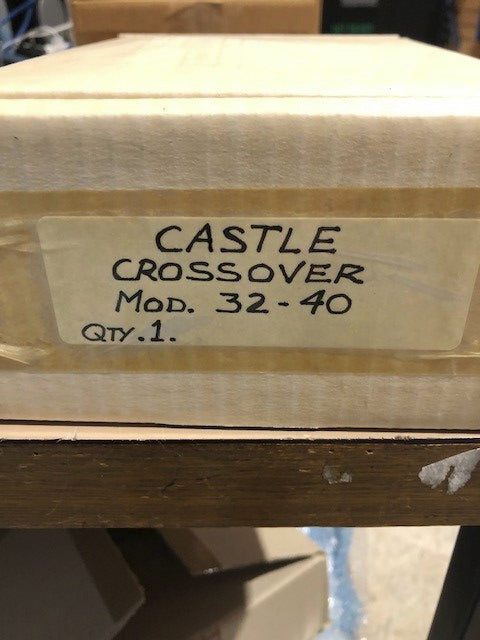 CASTLE
CROSSOVER
MOD. 32-40
QTY.1.